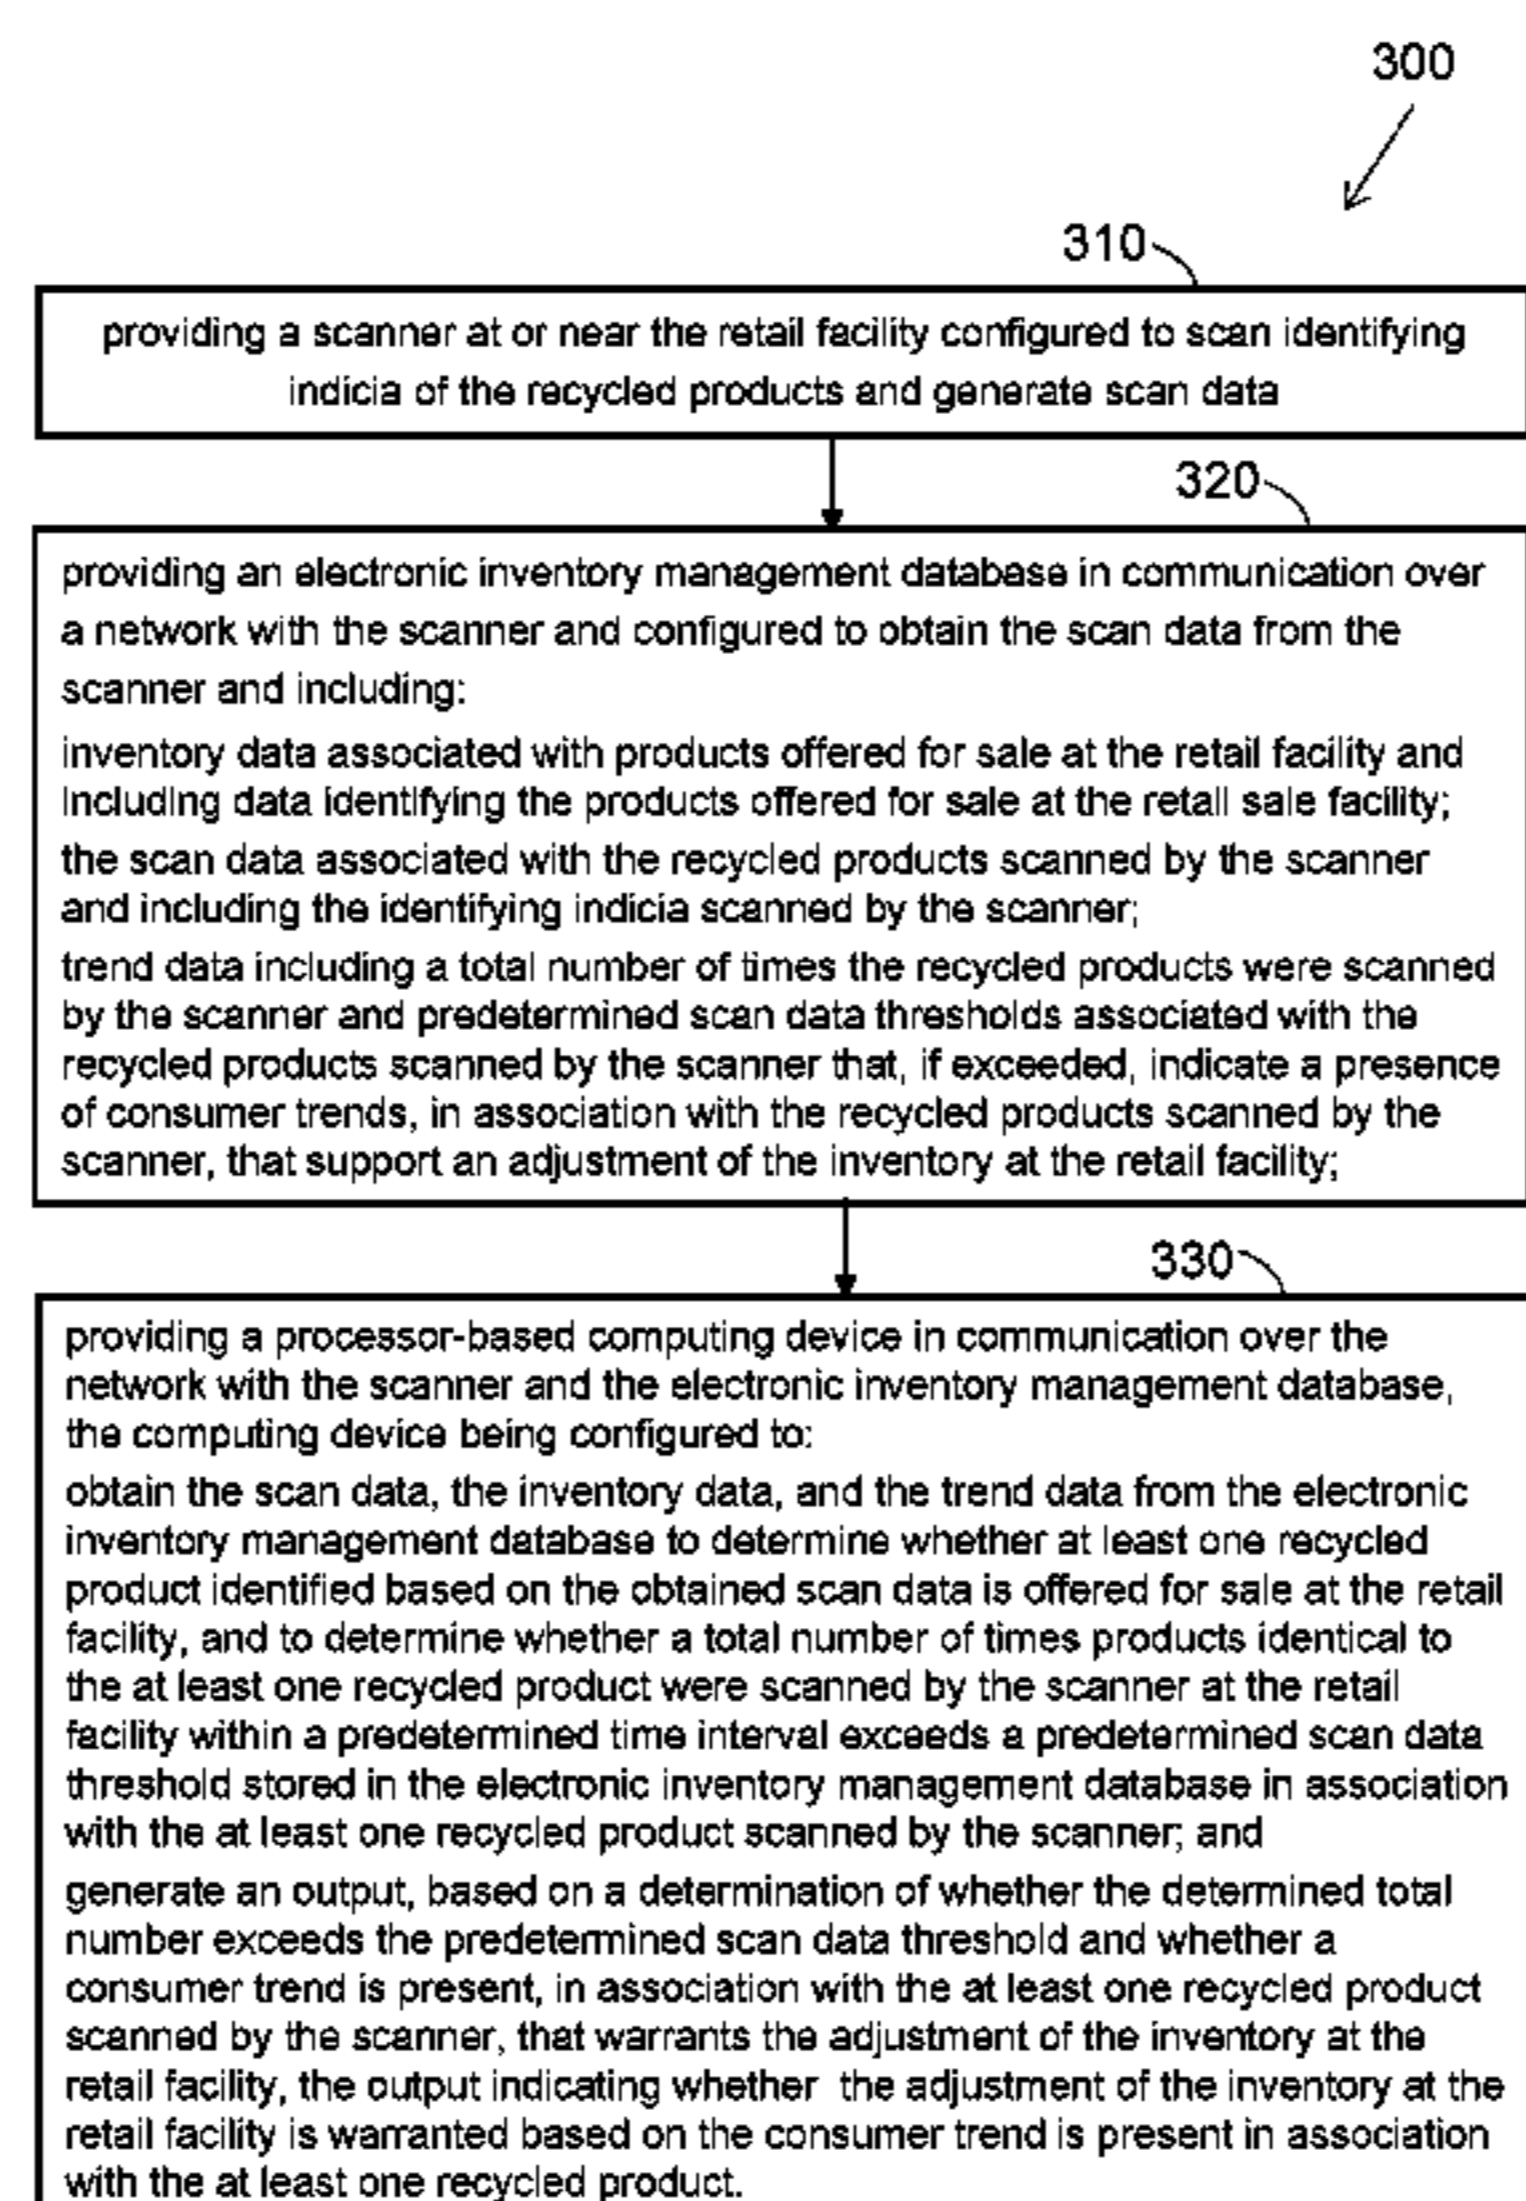 300
310
providing a scanner at or near the retail facility configured to scan identifying
indicia of the recycled products and generate scan data
320
providing an electronic inventory management database in communication over
a network with the scanner and configured to obtain the scan data from the
scanner and including:
inventory data associated with products offered for sale at the retail facility and
including data identifying the products offered for sale at the retail sale facility;
the scan data associated with the recycled products scanned by the scanner
and including the identifying indicia scanned by the scanner;
trend data including a total number of times the recycled products were scanned
by the scanner and predetermined scan data thresholds associated with the
recycled products scanned by the scanner that, if exceeded, indicate a presence
of consumer trends, in association with the recycled products scanned by the
scanner, that support an adjustment of the inventory at the retail facility;
330
providing a processor-based computing device in communication over the
network with the scanner and the electronic inventory management database,
the computing device being configured to:
obtain the scan data, the inventory data, and the trend data from the electronic
inventory management database to determine whether at least one recycled
product identified based on the obtained scan data is offered for sale at the retail
facility, and to determine whether a total number of times products identical to
the at least one recycled product were scanned by the scanner at the retail
facility within a predetermined time interval exceeds a predetermined scan data
threshold stored in the electronic inventory management database in association
with the at least one recycled product scanned by the scanner; and
generate an output, based on a determination of whether the determined total
number exceeds the predetermined scan data threshold and whether a
consumer trend is present, in association with the at least one recycled product
scanned by the scanner, that warrants the adjustment of the inventory at the
retail facility, the output indicating whether the adjustment of the inventory at the
retail facility is warranted based on the consumer trend is present in association
with the at least one recycled product.